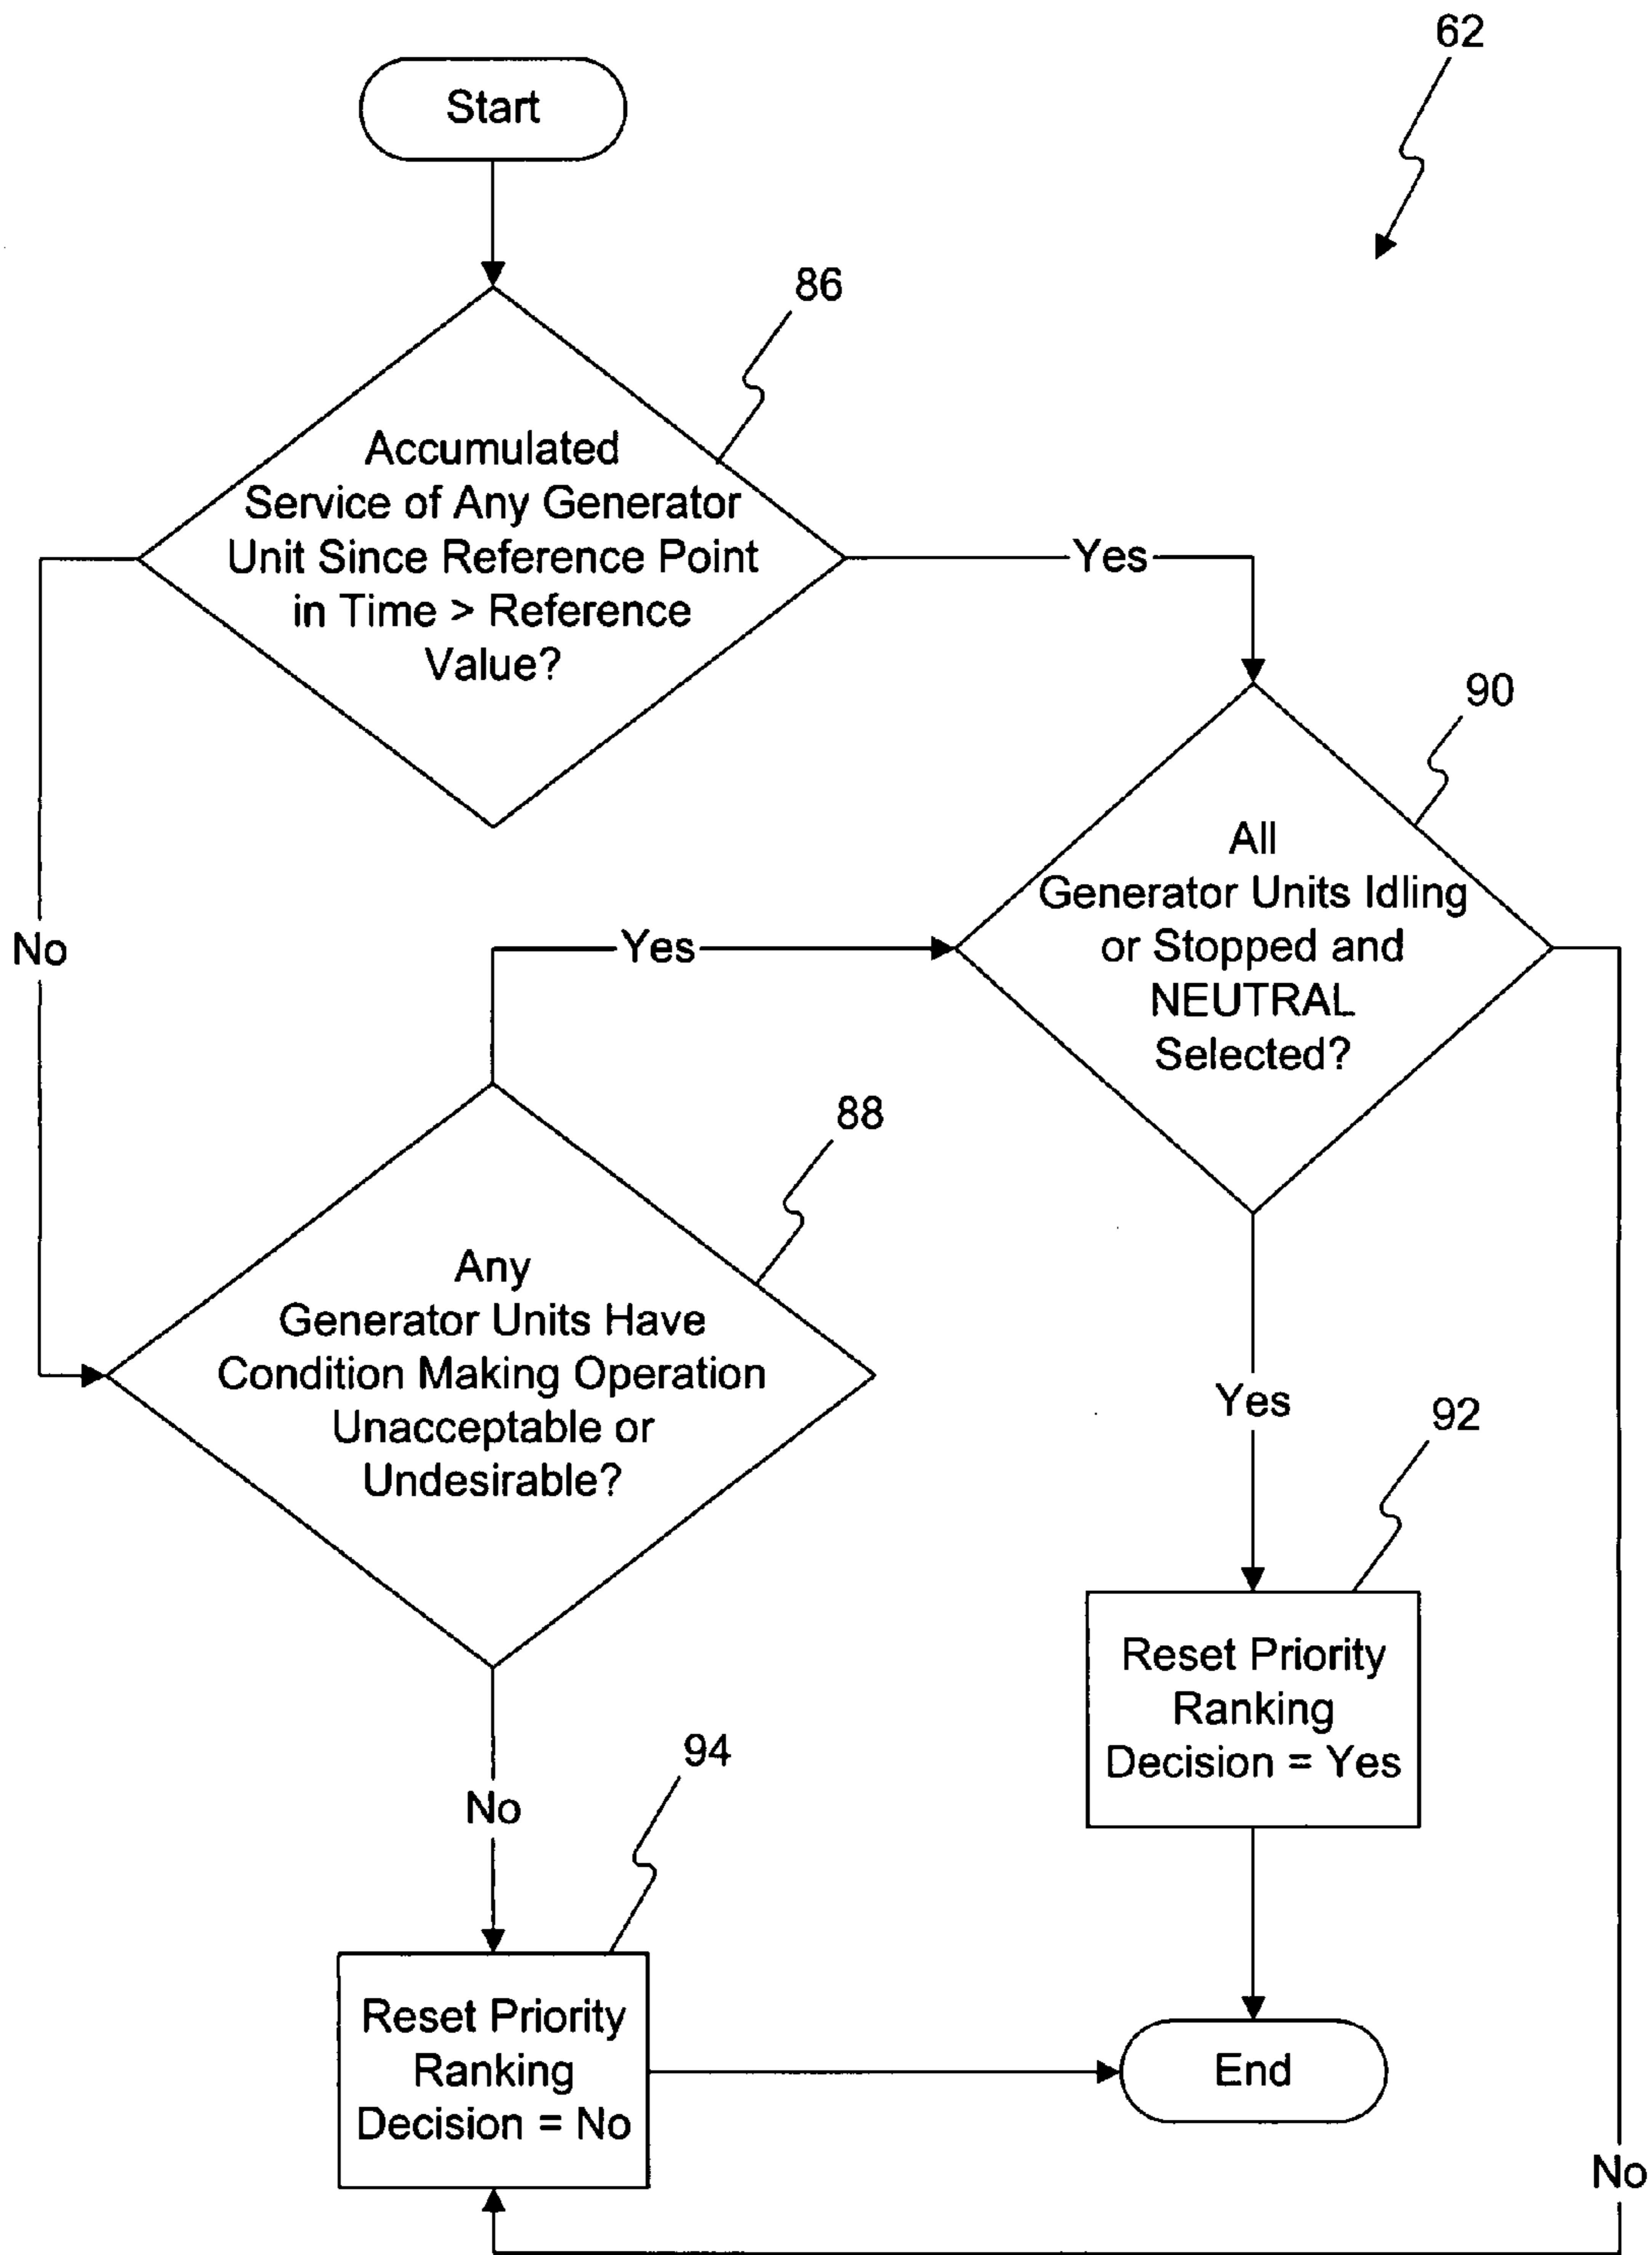 62
Start
86
Accumulated
Service of Any Generator
Unit Since Reference Point
in Time > Reference
Value?
Yes
90
All
Generator Units Idling
or Stopped and
NEUTRAL
Selected?
No
Yes
88
Any
Generator Units Have
Condition Making Operation
Unacceptable or
Undesirable?
Yes
92
Reset Priority
Ranking
Decision = Yes
94
No
Reset Priority
Ranking
Decision = No
End
No